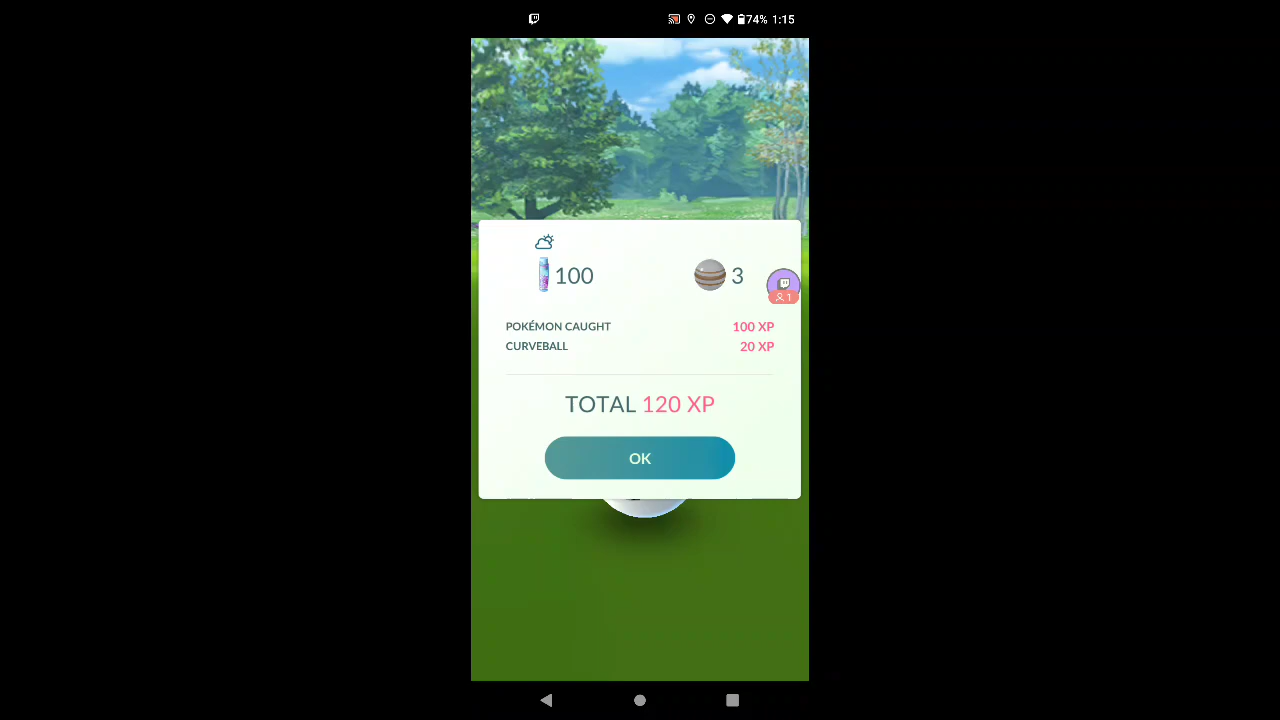 74% 1:15
100 3
1
POKÉMON CAUGHT 100 XP
CURVEBALL 20 XP
TOTAL 120 XP
OK